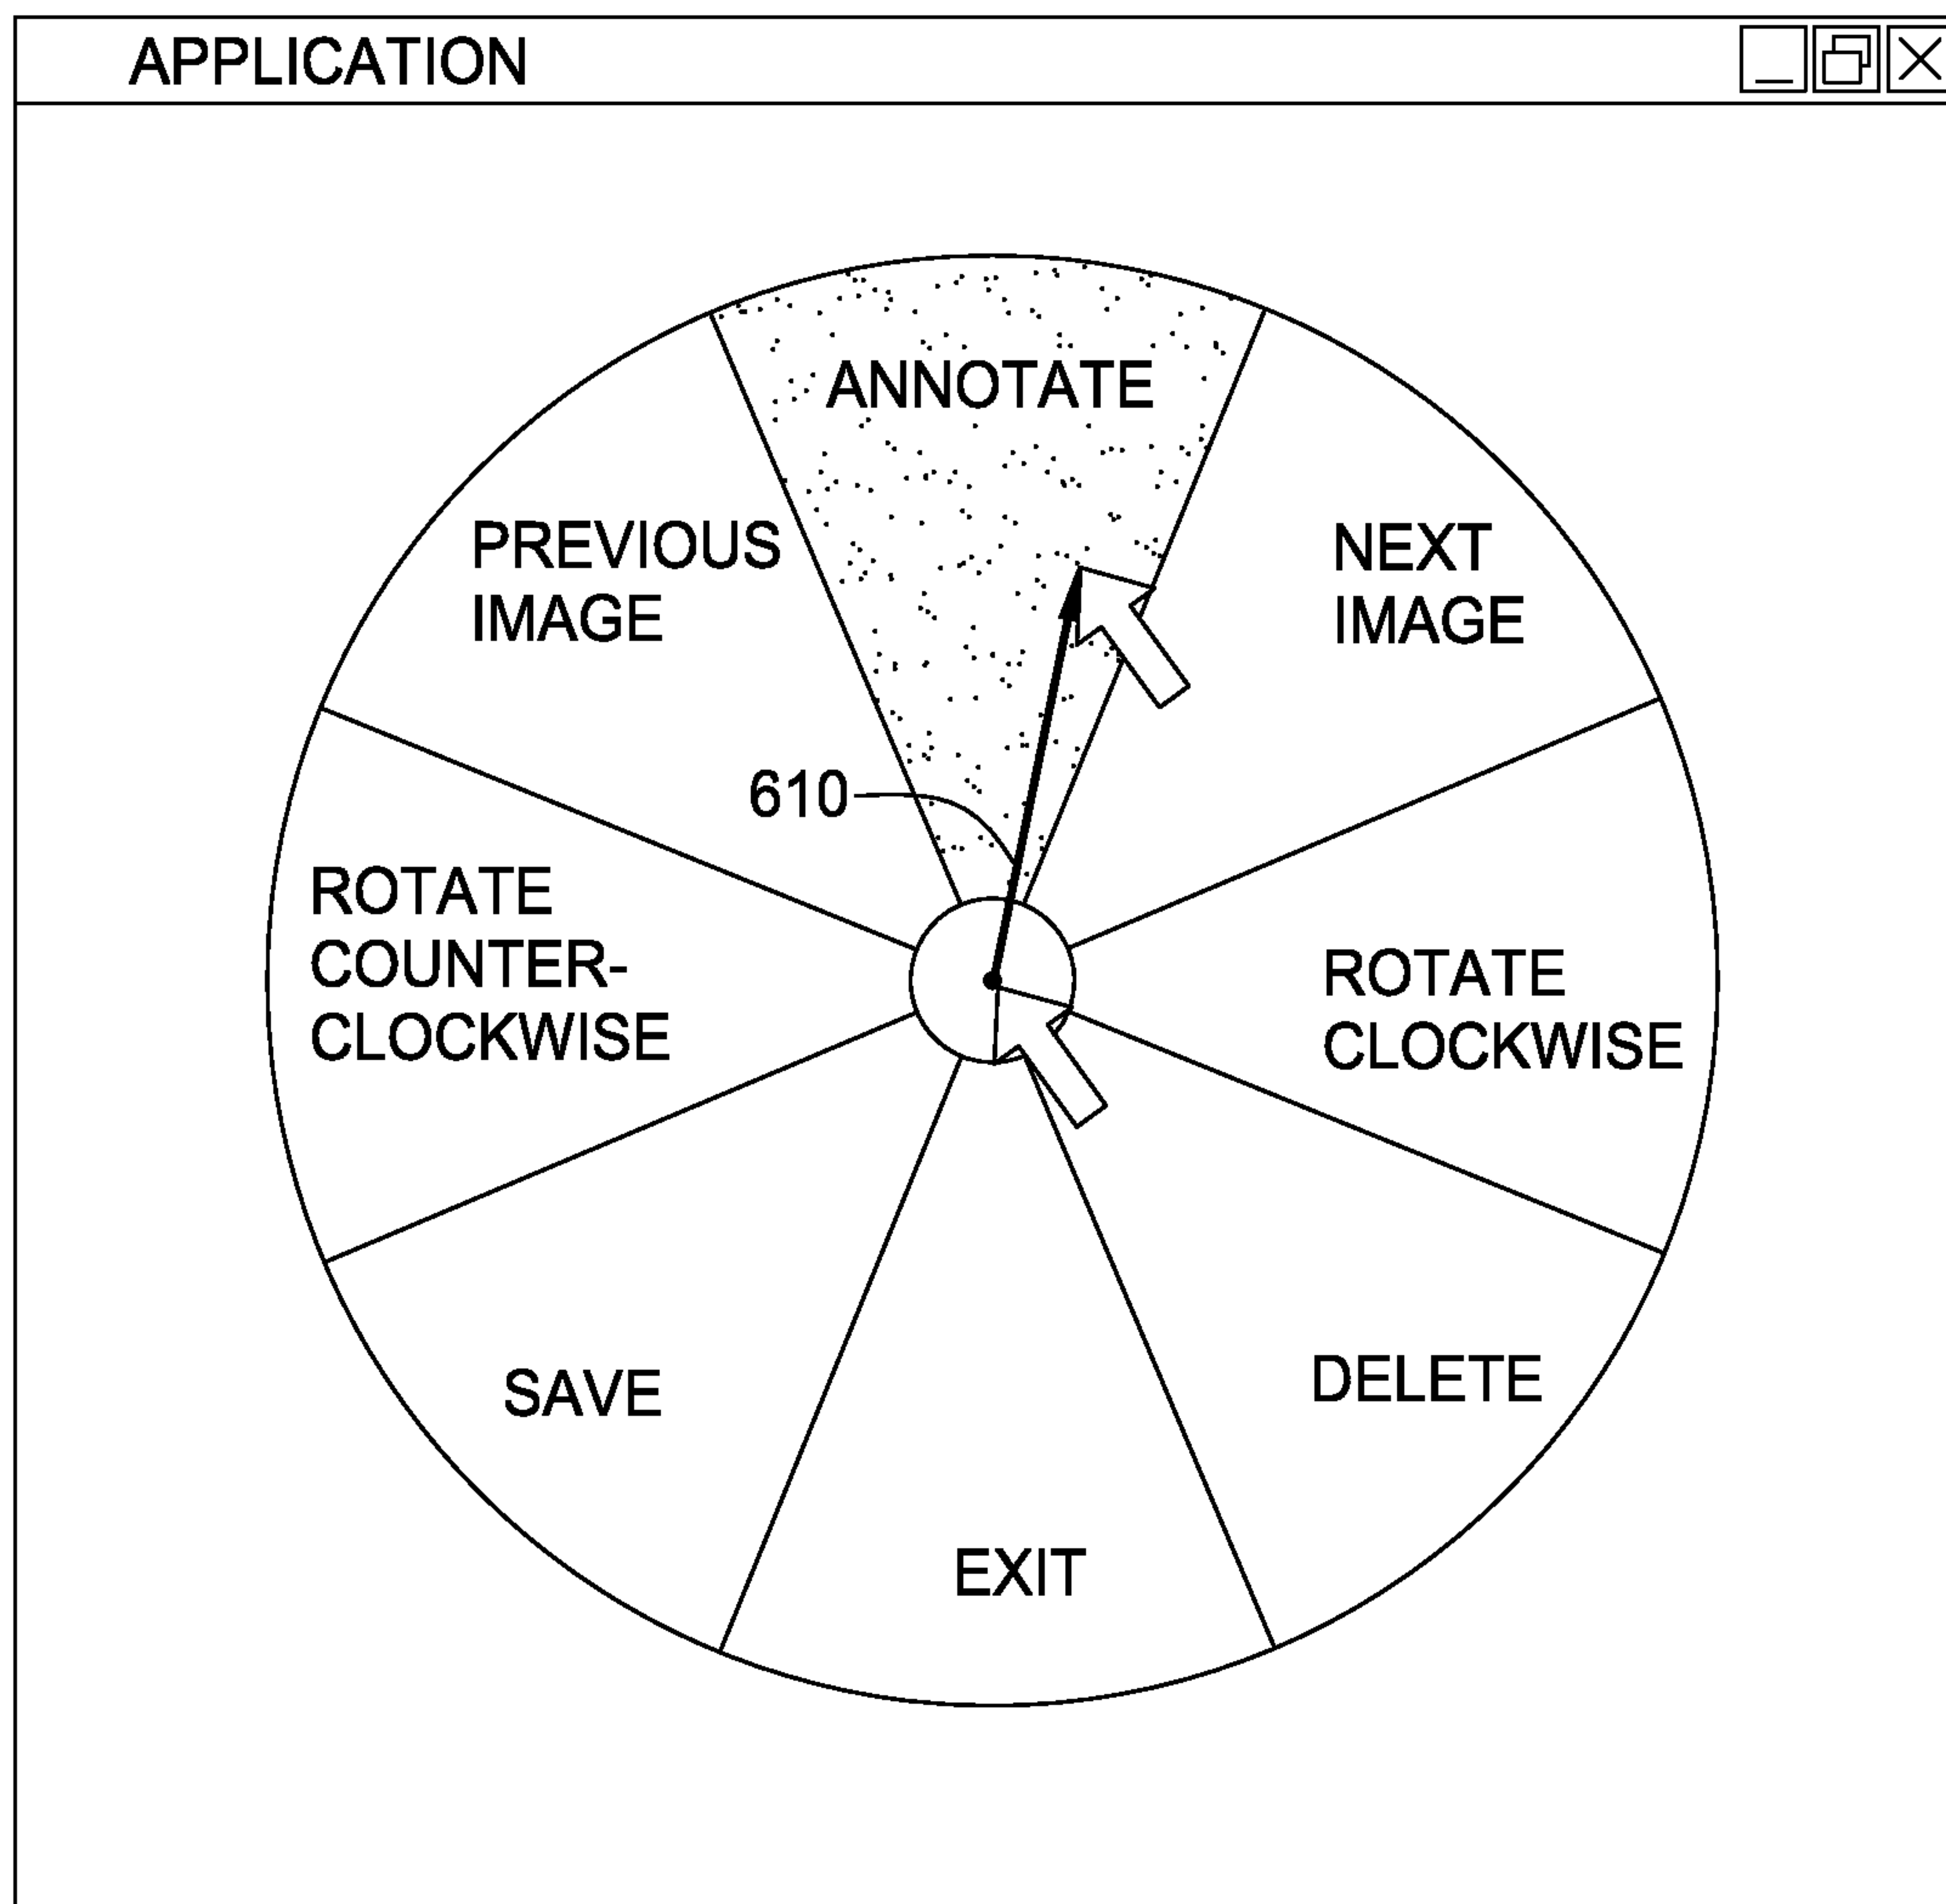 APPLICATION
ANNOTATE
PREVIOUS
IMAGE
NEXT
IMAGE
610
ROTATE
COUNTER-
CLOCKWISE
ROTATE
CLOCKWISE
SAVE
DELETE
EXIT